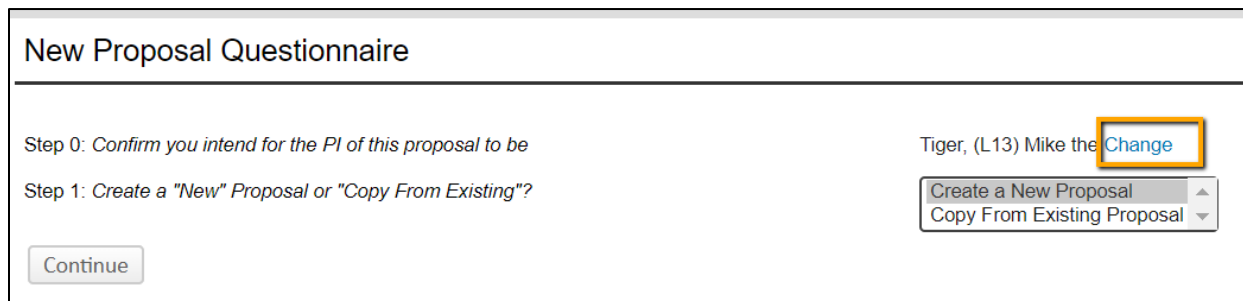 New Proposal Questionnaire
Step 0: Confirm you intend for the PI of this proposal to be Tiger, (L13) Mike the Change
Step 1: Create a "New" Proposal or "Copy From Existing"? Create a New Proposal
Copy From Existing Proposal
Continue